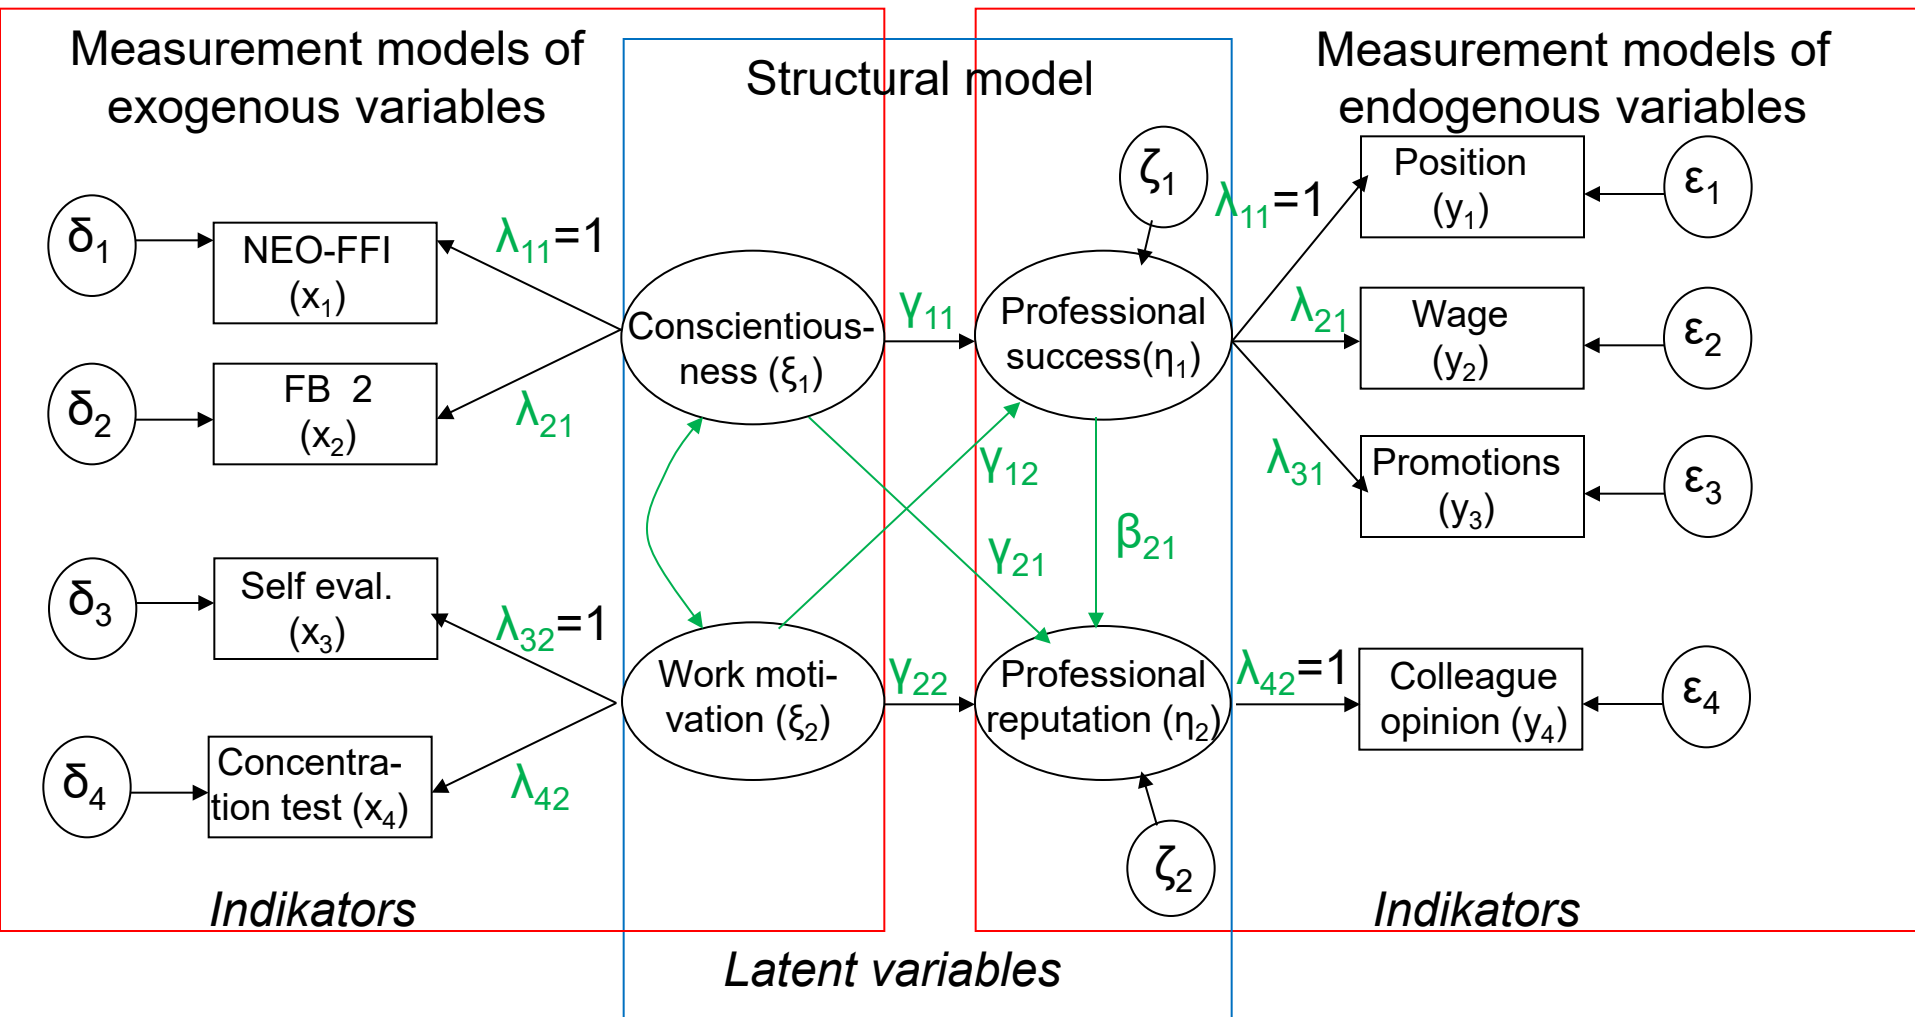 Measurement models of
exogenous variables
Structural model
Measurement models of
endogenous variables
δ1
NEO-FFI
(x1)
λ11=1
δ2
FB 2
(x2)
λ21
δ3
Self eval.
(x3)
λ32=1
δ4
Concentra-
tion test (x4)
λ42
Conscientious-
ness (ξ1)
Work moti-
vation (ξ2)
γ11
γ12
γ21
γ22
ζ1
Professional
success(η1)
β21
Professional
reputation (η2)
ζ2
λ11=1
Position
(y1)
ε1
λ21
Wage
(y2)
ε2
λ31
Promotions
(y3)
ε3
λ42=1
Colleague
opinion (y4)
ε4
Indikators
Indikators
Latent variables